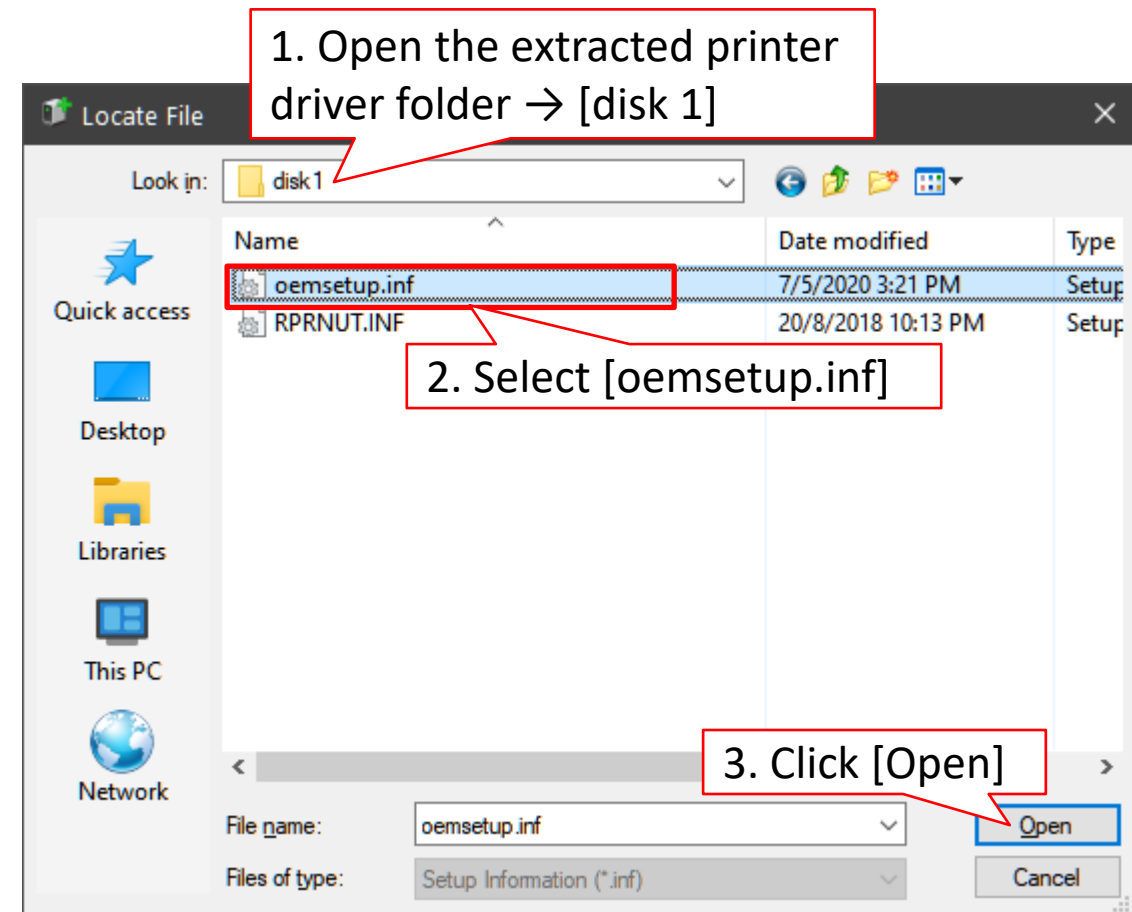 1. Open the extracted printer
driver folder → [disk 1]
Locate File
Look in:
disk1
Name
Date modified
Type
oemsetup.inf
7/5/2020 3:21 PM
Setup
RPRNUT.INF
20/8/2018 10:13 PM
Setup
2. Select [oemsetup.inf]
Quick access
Desktop
Libraries
This PC
Network
3. Click [Open]
File name:
oemsetup.inf
Open
Files of type:
Setup Information (*.inf)
Cancel